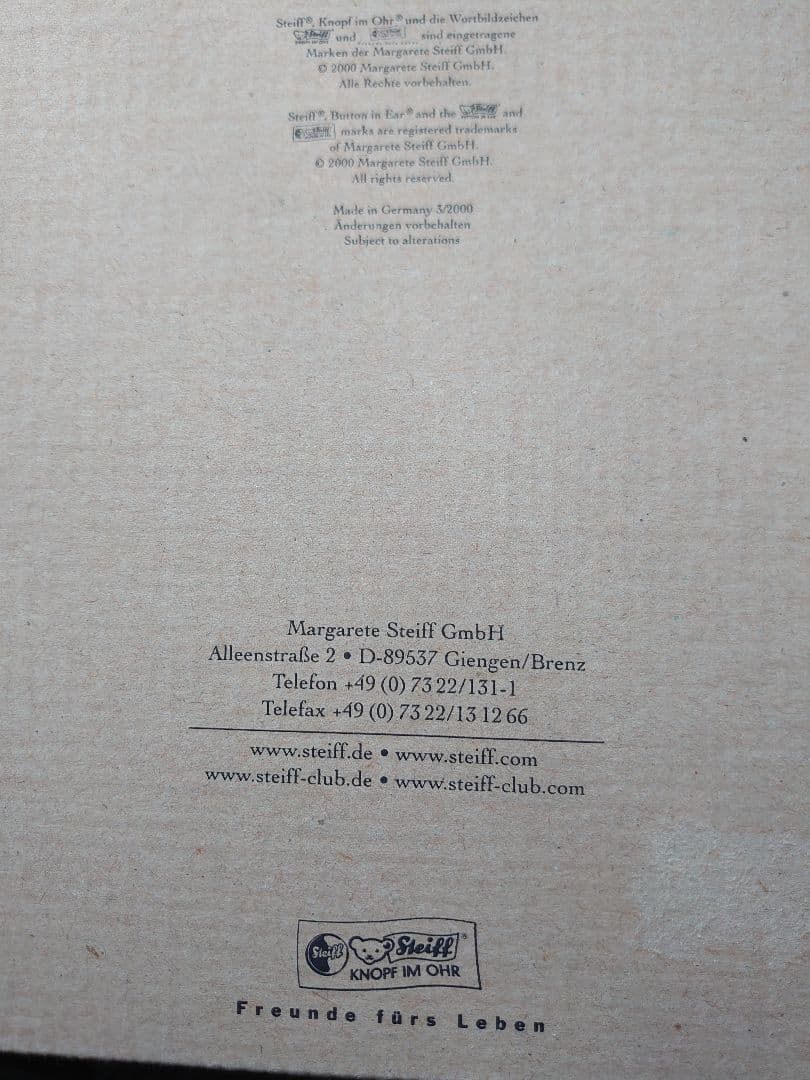 Steiff®, Knopf im Ohr® und die Wortbildzeichen
und sind eingetragene
Marken der Margarete Steiff GmbH.
© 2000 Margarete Steiff GmbH.
Alle Rechte vorbehalten.
Steiff®, Button in Ear® and the Steiff and
marks are registered trademarks
of Margarete Steiff GmbH.
© 2000 Margarete Steiff GmbH.
All rights reserved.
Made in Germany 3/2000
Änderungen vorbehalten
Subject to alterations
Margarete Steiff GmbH
Alleenstraße 2 • D-89537 Giengen/Brenz
Telefon +49 (0) 73 22/131-1
Telefax +49 (0) 73 22/13 12 66
www.steiff.de • www.steiff.com
www.steiff-club.de • www.steiff-club.com
Steiff Steiff®
KNOPF IM OHR
Freunde fürs Leben